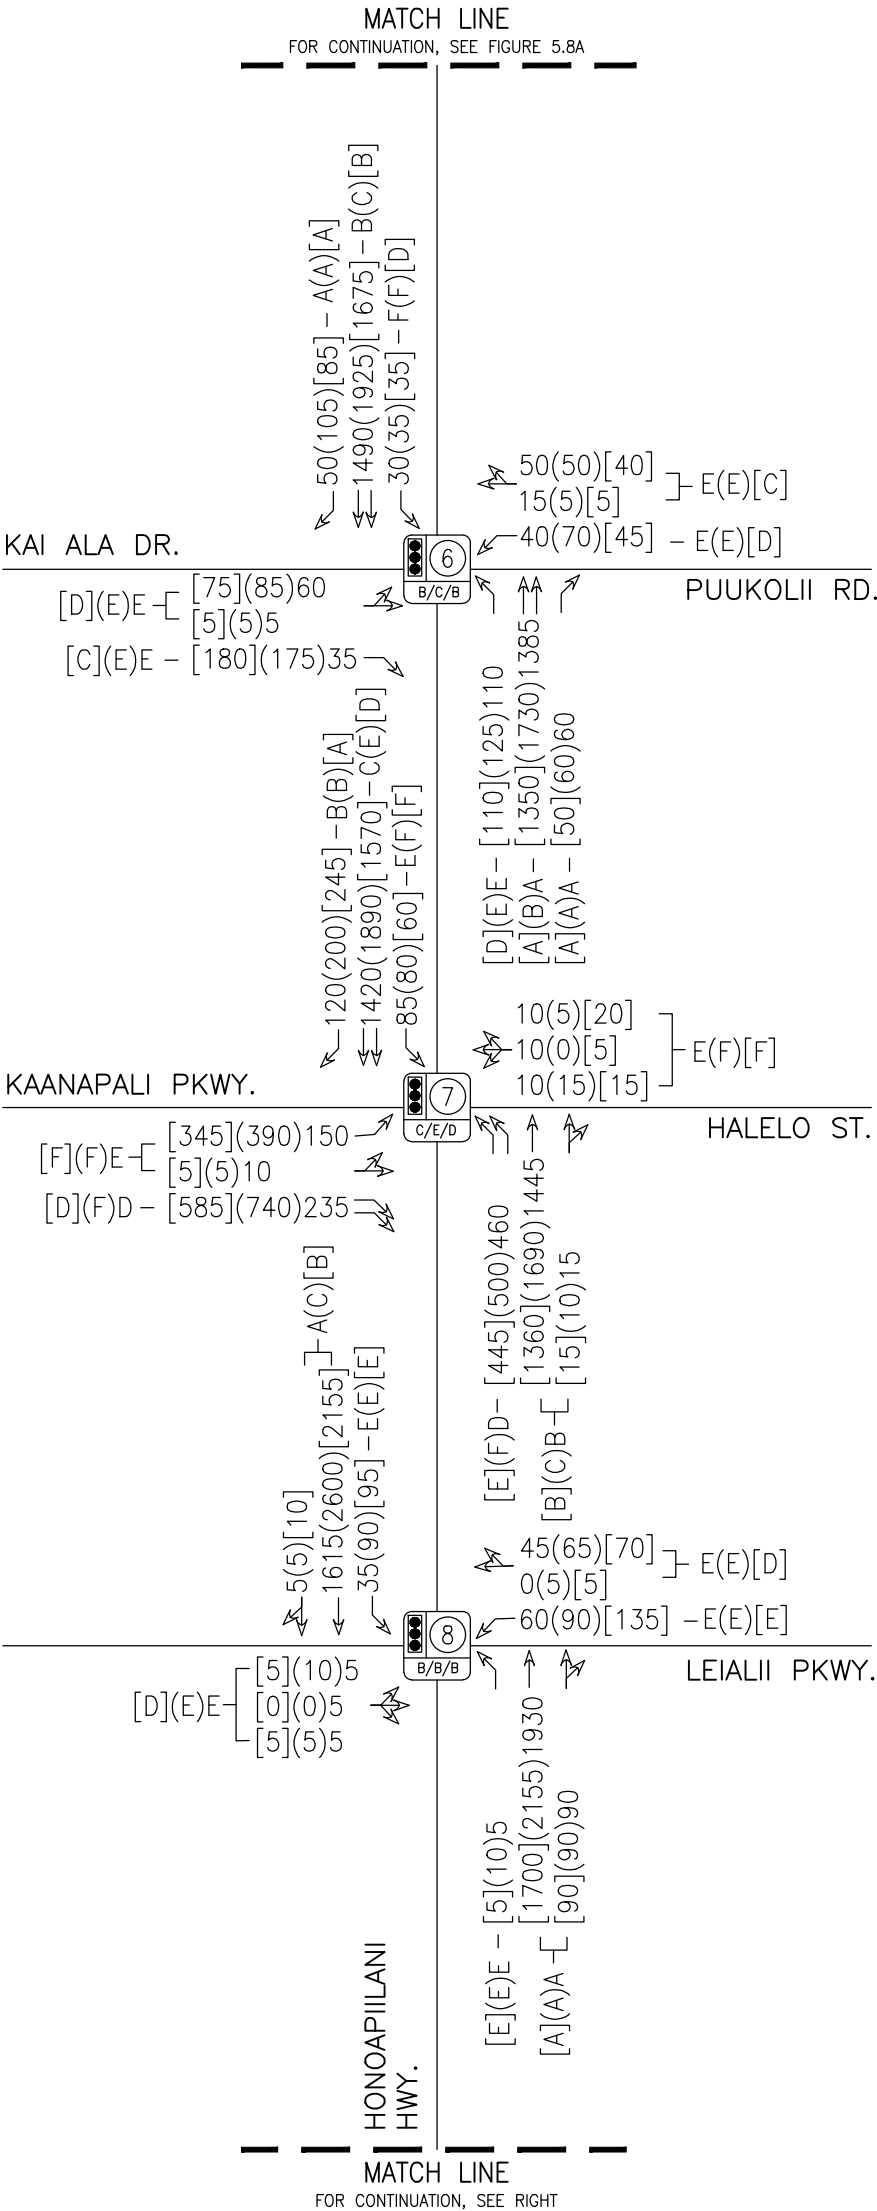 MATCH LINE
FOR CONTINUATION, SEE FIGURE 5.8A
50(105)[85] – A(A)[A]
1490(1925)[1675] – B(C)[B]
30(35)[35] – F(F)[D]
50(50)[40]
15(5)[5]
E(E)[C]
40(70)[45] – E(E)[D]
KAI ALA DR.
6
B/C/B
PUUKOLII RD.
[D](E)E
[75](85)60
[5](5)5
[C](E)E – [180](175)35
[D](E)E – [110](125)110
[A](B)A – [1350](1730)1385
[A](A)A – [50](60)60
120(200)[245] – B(B)[A]
1420(1890)[1570] – C(E)[D]
85(80)[60] – E(F)[F]
10(5)[20]
10(0)[5]
10(15)[15]
E(F)[F]
KAANAPALI PKWY.
7
C/E/D
HALELO ST.
[F](F)E
[345](390)150
[5](5)10
[D](F)D – [585](740)235
[E](F)D – [445](500)460
[1360](1690)1445
[15](10)15
[B](C)B
A(C)[B]
5(5)[10]
1615(2600)[2155]
35(90)[95] – E(E)[E]
45(65)[70]
0(5)[5]
E(E)[D]
60(90)[135] – E(E)[E]
8
B/B/B
LEIALII PKWY.
[D](E)E
[5](10)5
[0](0)5
[5](5)5
[E](E)E – [5](10)5
[1700](2155)1930
[90](90)90
[A](A)A
HONOAPIILANI
HWY.
MATCH LINE
FOR CONTINUATION, SEE RIGHT